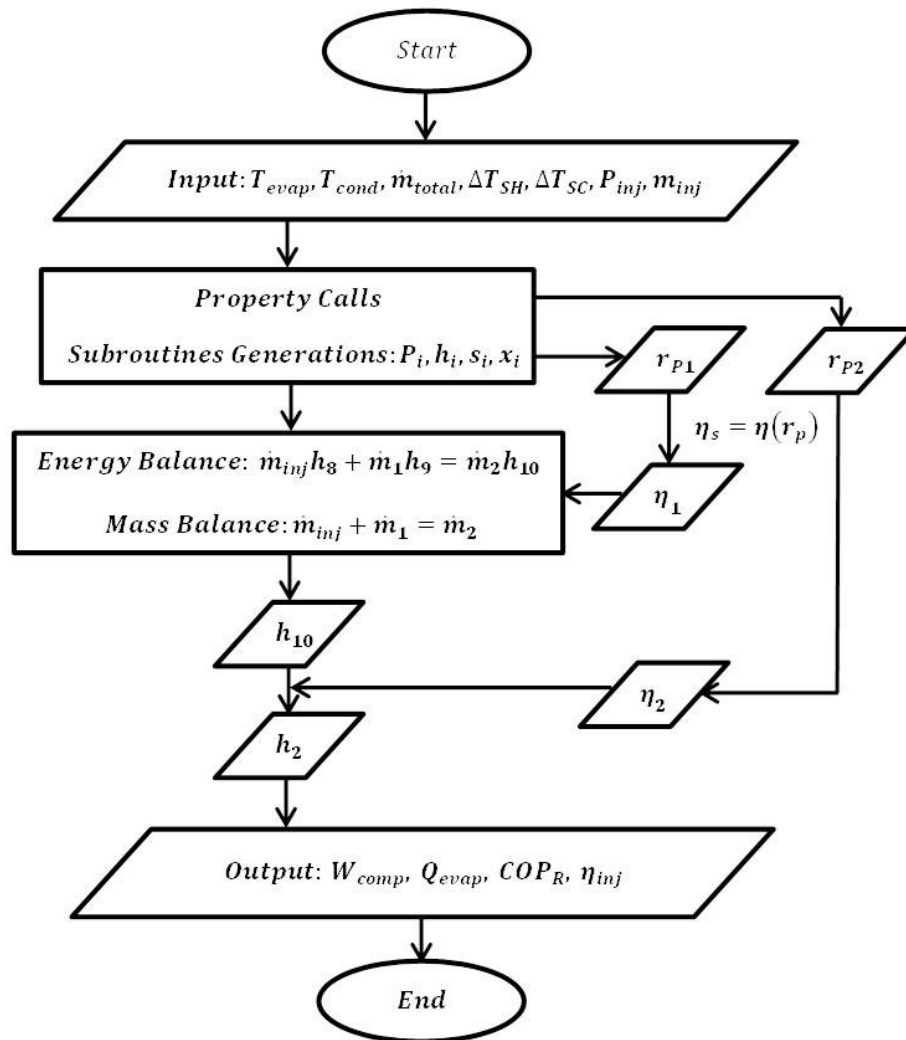 Start
Input: T_evap, T_cond, ṁ_total, ΔT_SH, ΔT_SC, P_inj, m_inj
Property Calls
Subroutines Generations: P_i, h_i, s_i, x_i
r_P1
r_P2
η_s = η(r_p)
Energy Balance: ṁ_inj h_8 + ṁ_1 h_9 = ṁ_2 h_10
Mass Balance: ṁ_inj + ṁ_1 = ṁ_2
η_1
h_10
η_2
h_2
Output: W_comp, Q_evap, COP_R, η_inj
End